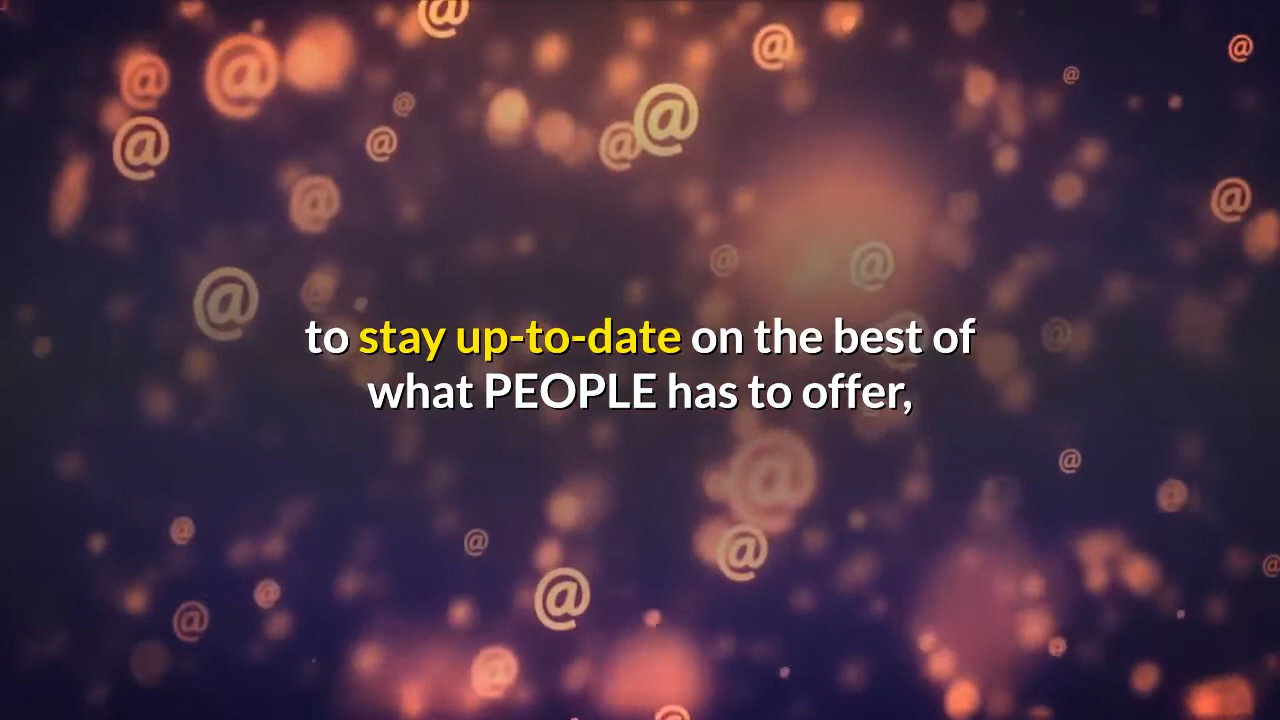 to stay up-to-date on the best of
what PEOPLE has to offer,